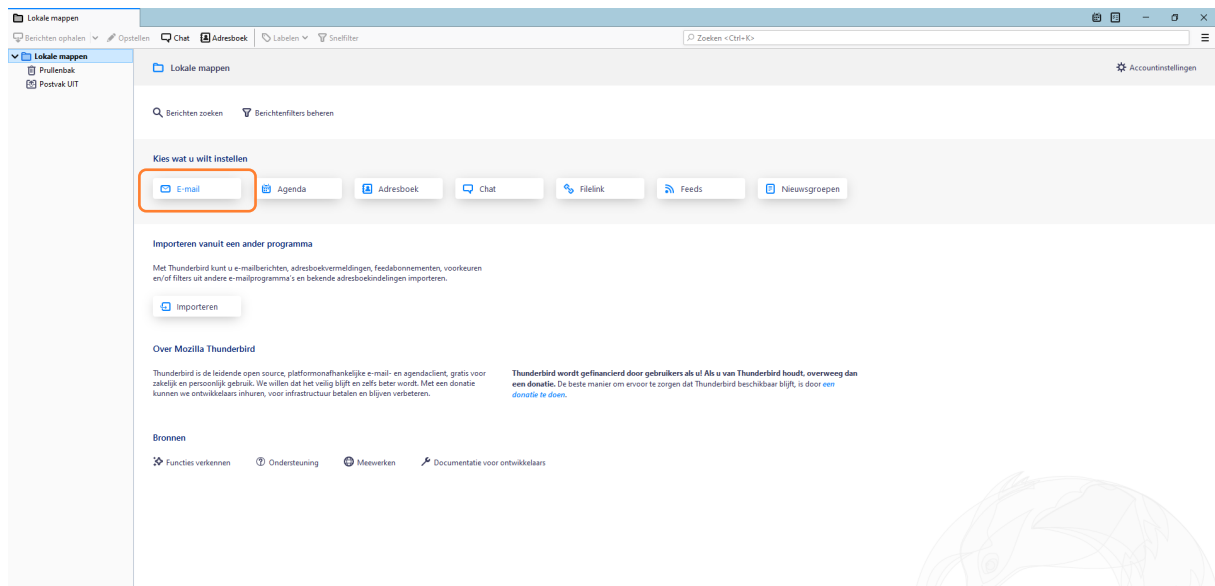 Lokale mappen
Berichten ophalen Opstellen Chat Adresboek Labelen Snelfilter Zoeken <Ctrl+K>
Lokale mappen
Prullenbak
Postvak UIT
Lokale mappen Accountinstellingen
Berichten zoeken Berichtenfilters beheren
Kies wat u wilt instellen
E-mail Agenda Adresboek Chat Filelink Feeds Nieuwsgroepen
Importeren vanuit een ander programma
Met Thunderbird kunt u e-mailberichten, adresboekvermeldingen, feedabonnementen, voorkeuren
en/of filters uit andere e-mailprogramma's en bekende adresboekindelingen importeren.
Importeren
Over Mozilla Thunderbird
Thunderbird is de leidende open source, platformonafhankelijke e-mail- en agendaclient, gratis voor
zakelijk en persoonlijk gebruik. We willen dat het veilig blijft en zelfs beter wordt. Met een donatie
kunnen we ontwikkelaars inhuren, voor infrastructuur betalen en blijven verbeteren.
Thunderbird wordt gefinancierd door gebruikers als u! Als u van Thunderbird houdt, overweeg dan
een donatie. De beste manier om ervoor te zorgen dat Thunderbird beschikbaar blijft, is door een
donatie te doen.
Bronnen
Functies verkennen Ondersteuning Meewerken Documentatie voor ontwikkelaars